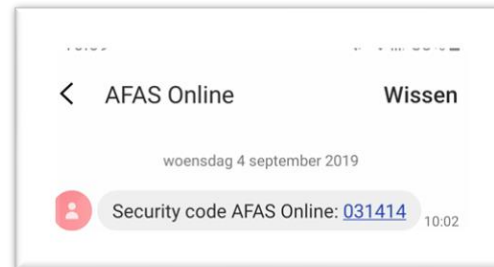 AFAS Online
Wissen
woensdag 4 september 2019
Security code AFAS Online: 031414
10:02